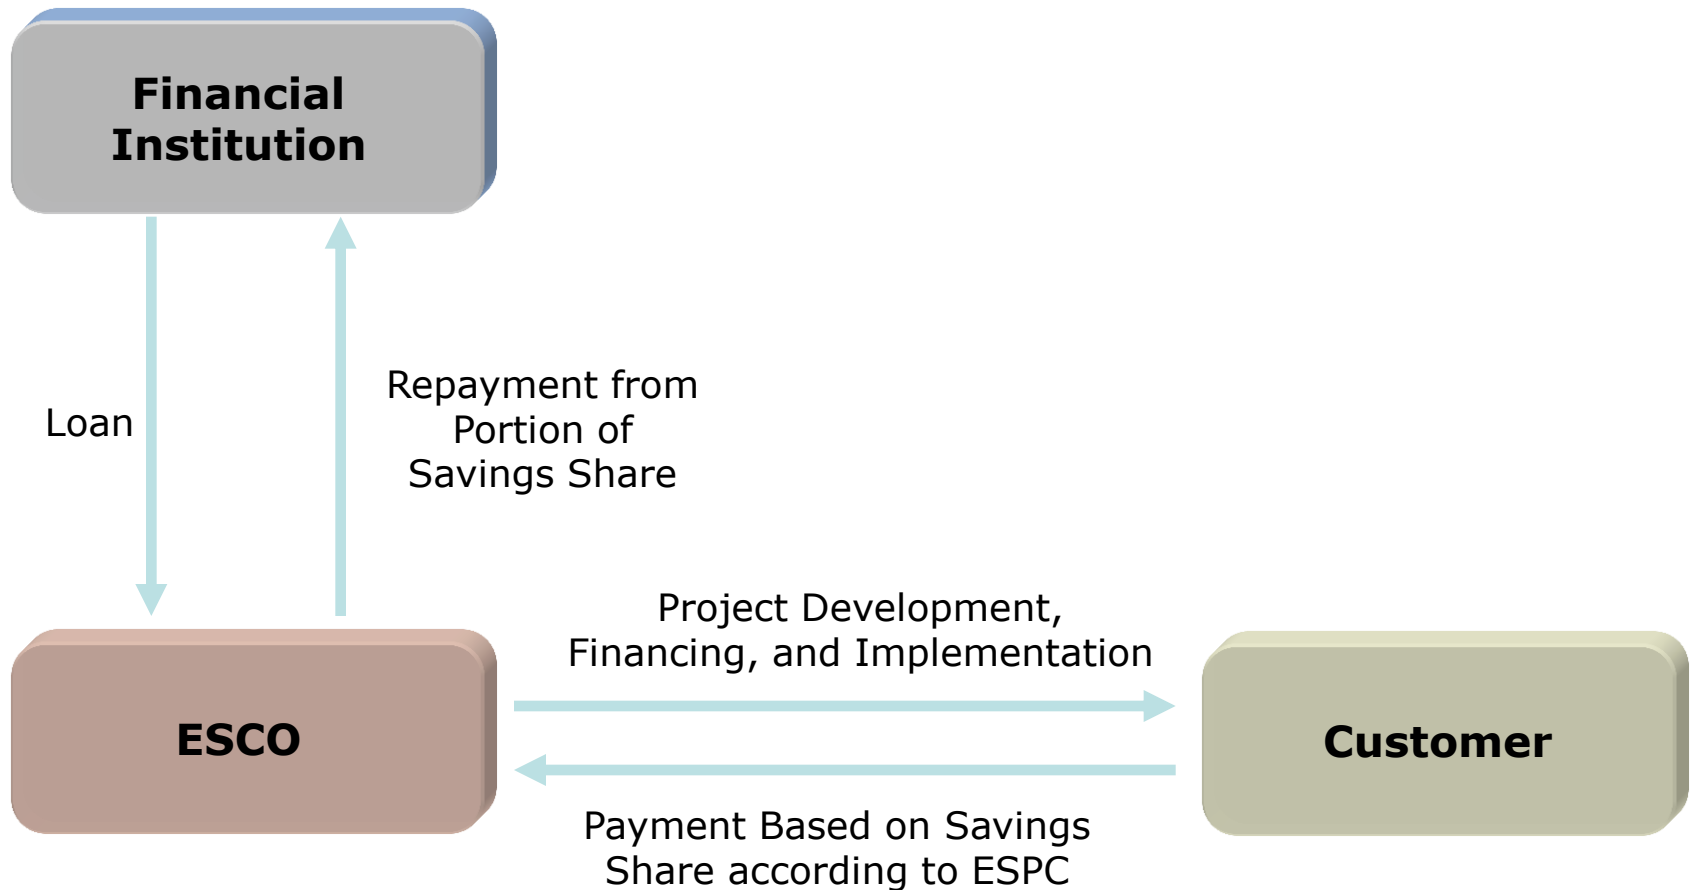 Financial
Institution
Loan
Repayment from
Portion of
Savings Share
Project Development,
Financing, and Implementation
ESCO
Customer
Payment Based on Savings
Share according to ESPC